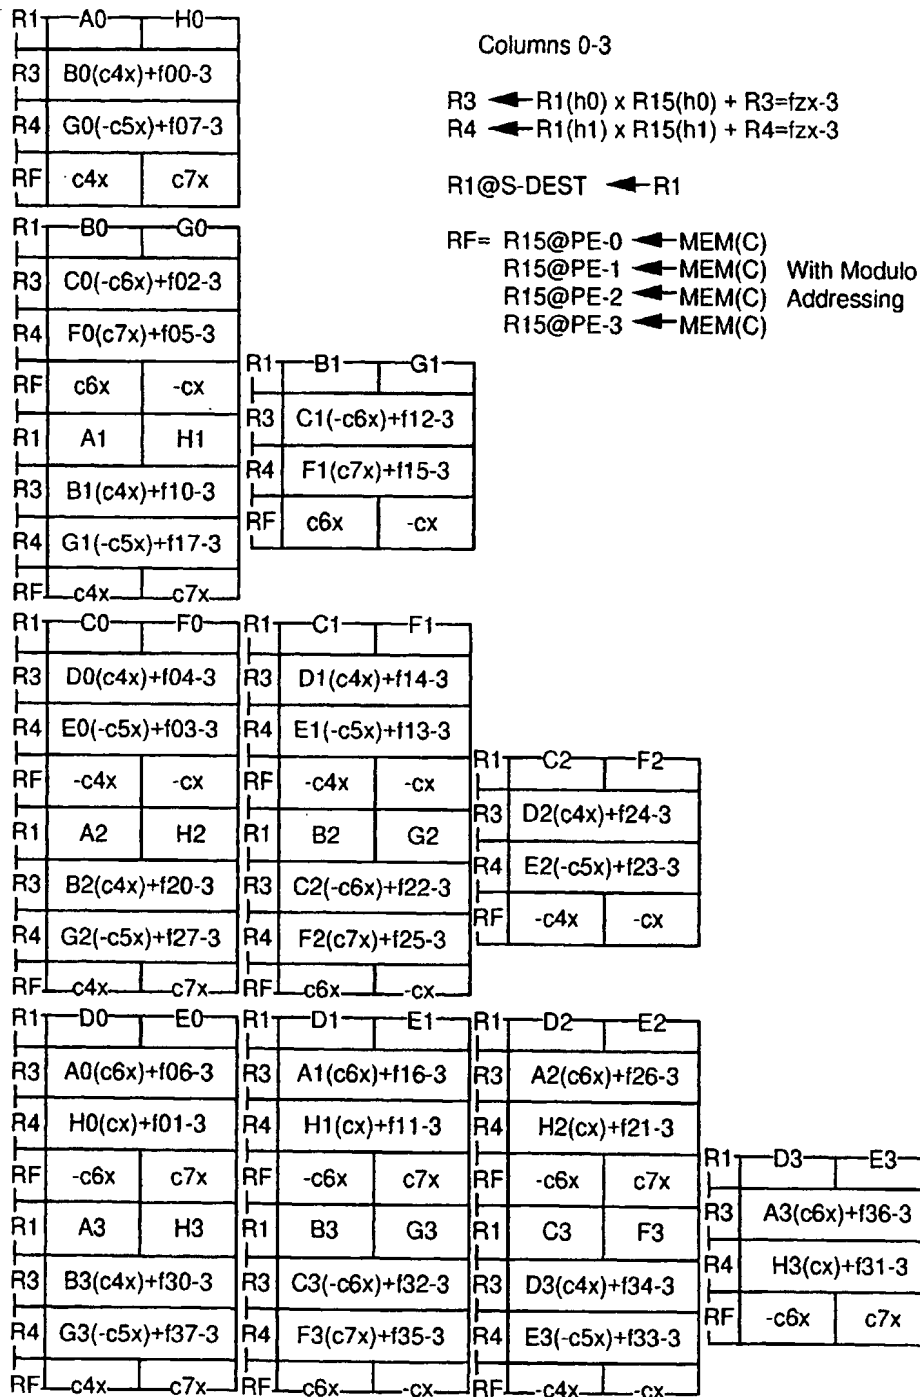 Columns 0-3
R3 ◄ R1(h0) x R15(h0) + R3=fzx-3
R4 ◄ R1(h1) x R15(h1) + R4=fzx-3
R1@S-DEST ◄ R1
RF= R15@PE-0 ◄ MEM(C)
R15@PE-1 ◄ MEM(C) With Modulo
R15@PE-2 ◄ MEM(C) Addressing
R15@PE-3 ◄ MEM(C)
R1 A0 H0
R3 B0(c4x)+f00-3
R4 G0(-c5x)+f07-3
RF c4x c7x
R1 B0 G0
R3 C0(-c6x)+f02-3
R4 F0(c7x)+f05-3
RF c6x -cx
R1 A1 H1
R3 B1(c4x)+f10-3
R4 G1(-c5x)+f17-3
RF c4x c7x
R1 B1 G1
R3 C1(-c6x)+f12-3
R4 F1(c7x)+f15-3
RF c6x -cx
R1 C0 F0
R3 D0(c4x)+f04-3
R4 E0(-c5x)+f03-3
RF -c4x -cx
R1 A2 H2
R3 B2(c4x)+f20-3
R4 G2(-c5x)+f27-3
RF c4x c7x
R1 C1 F1
R3 D1(c4x)+f14-3
R4 E1(-c5x)+f13-3
RF -c4x -cx
R1 B2 G2
R3 C2(-c6x)+f22-3
R4 F2(c7x)+f25-3
RF c6x -cx
R1 C2 F2
R3 D2(c4x)+f24-3
R4 E2(-c5x)+f23-3
RF -c4x -cx
R1 D0 E0
R3 A0(c6x)+f06-3
R4 H0(cx)+f01-3
RF -c6x c7x
R1 A3 H3
R3 B3(c4x)+f30-3
R4 G3(-c5x)+f37-3
RF c4x c7x
R1 D1 E1
R3 A1(c6x)+f16-3
R4 H1(cx)+f11-3
RF -c6x c7x
R1 B3 G3
R3 C3(-c6x)+f32-3
R4 F3(c7x)+f35-3
RF c6x -cx
R1 D2 E2
R3 A2(c6x)+f26-3
R4 H2(cx)+f21-3
RF -c6x c7x
R1 C3 F3
R3 D3(c4x)+f34-3
R4 E3(-c5x)+f33-3
RF -c4x -cx
R1 D3 E3
R3 A3(c6x)+f36-3
R4 H3(cx)+f31-3
RF -c6x c7x